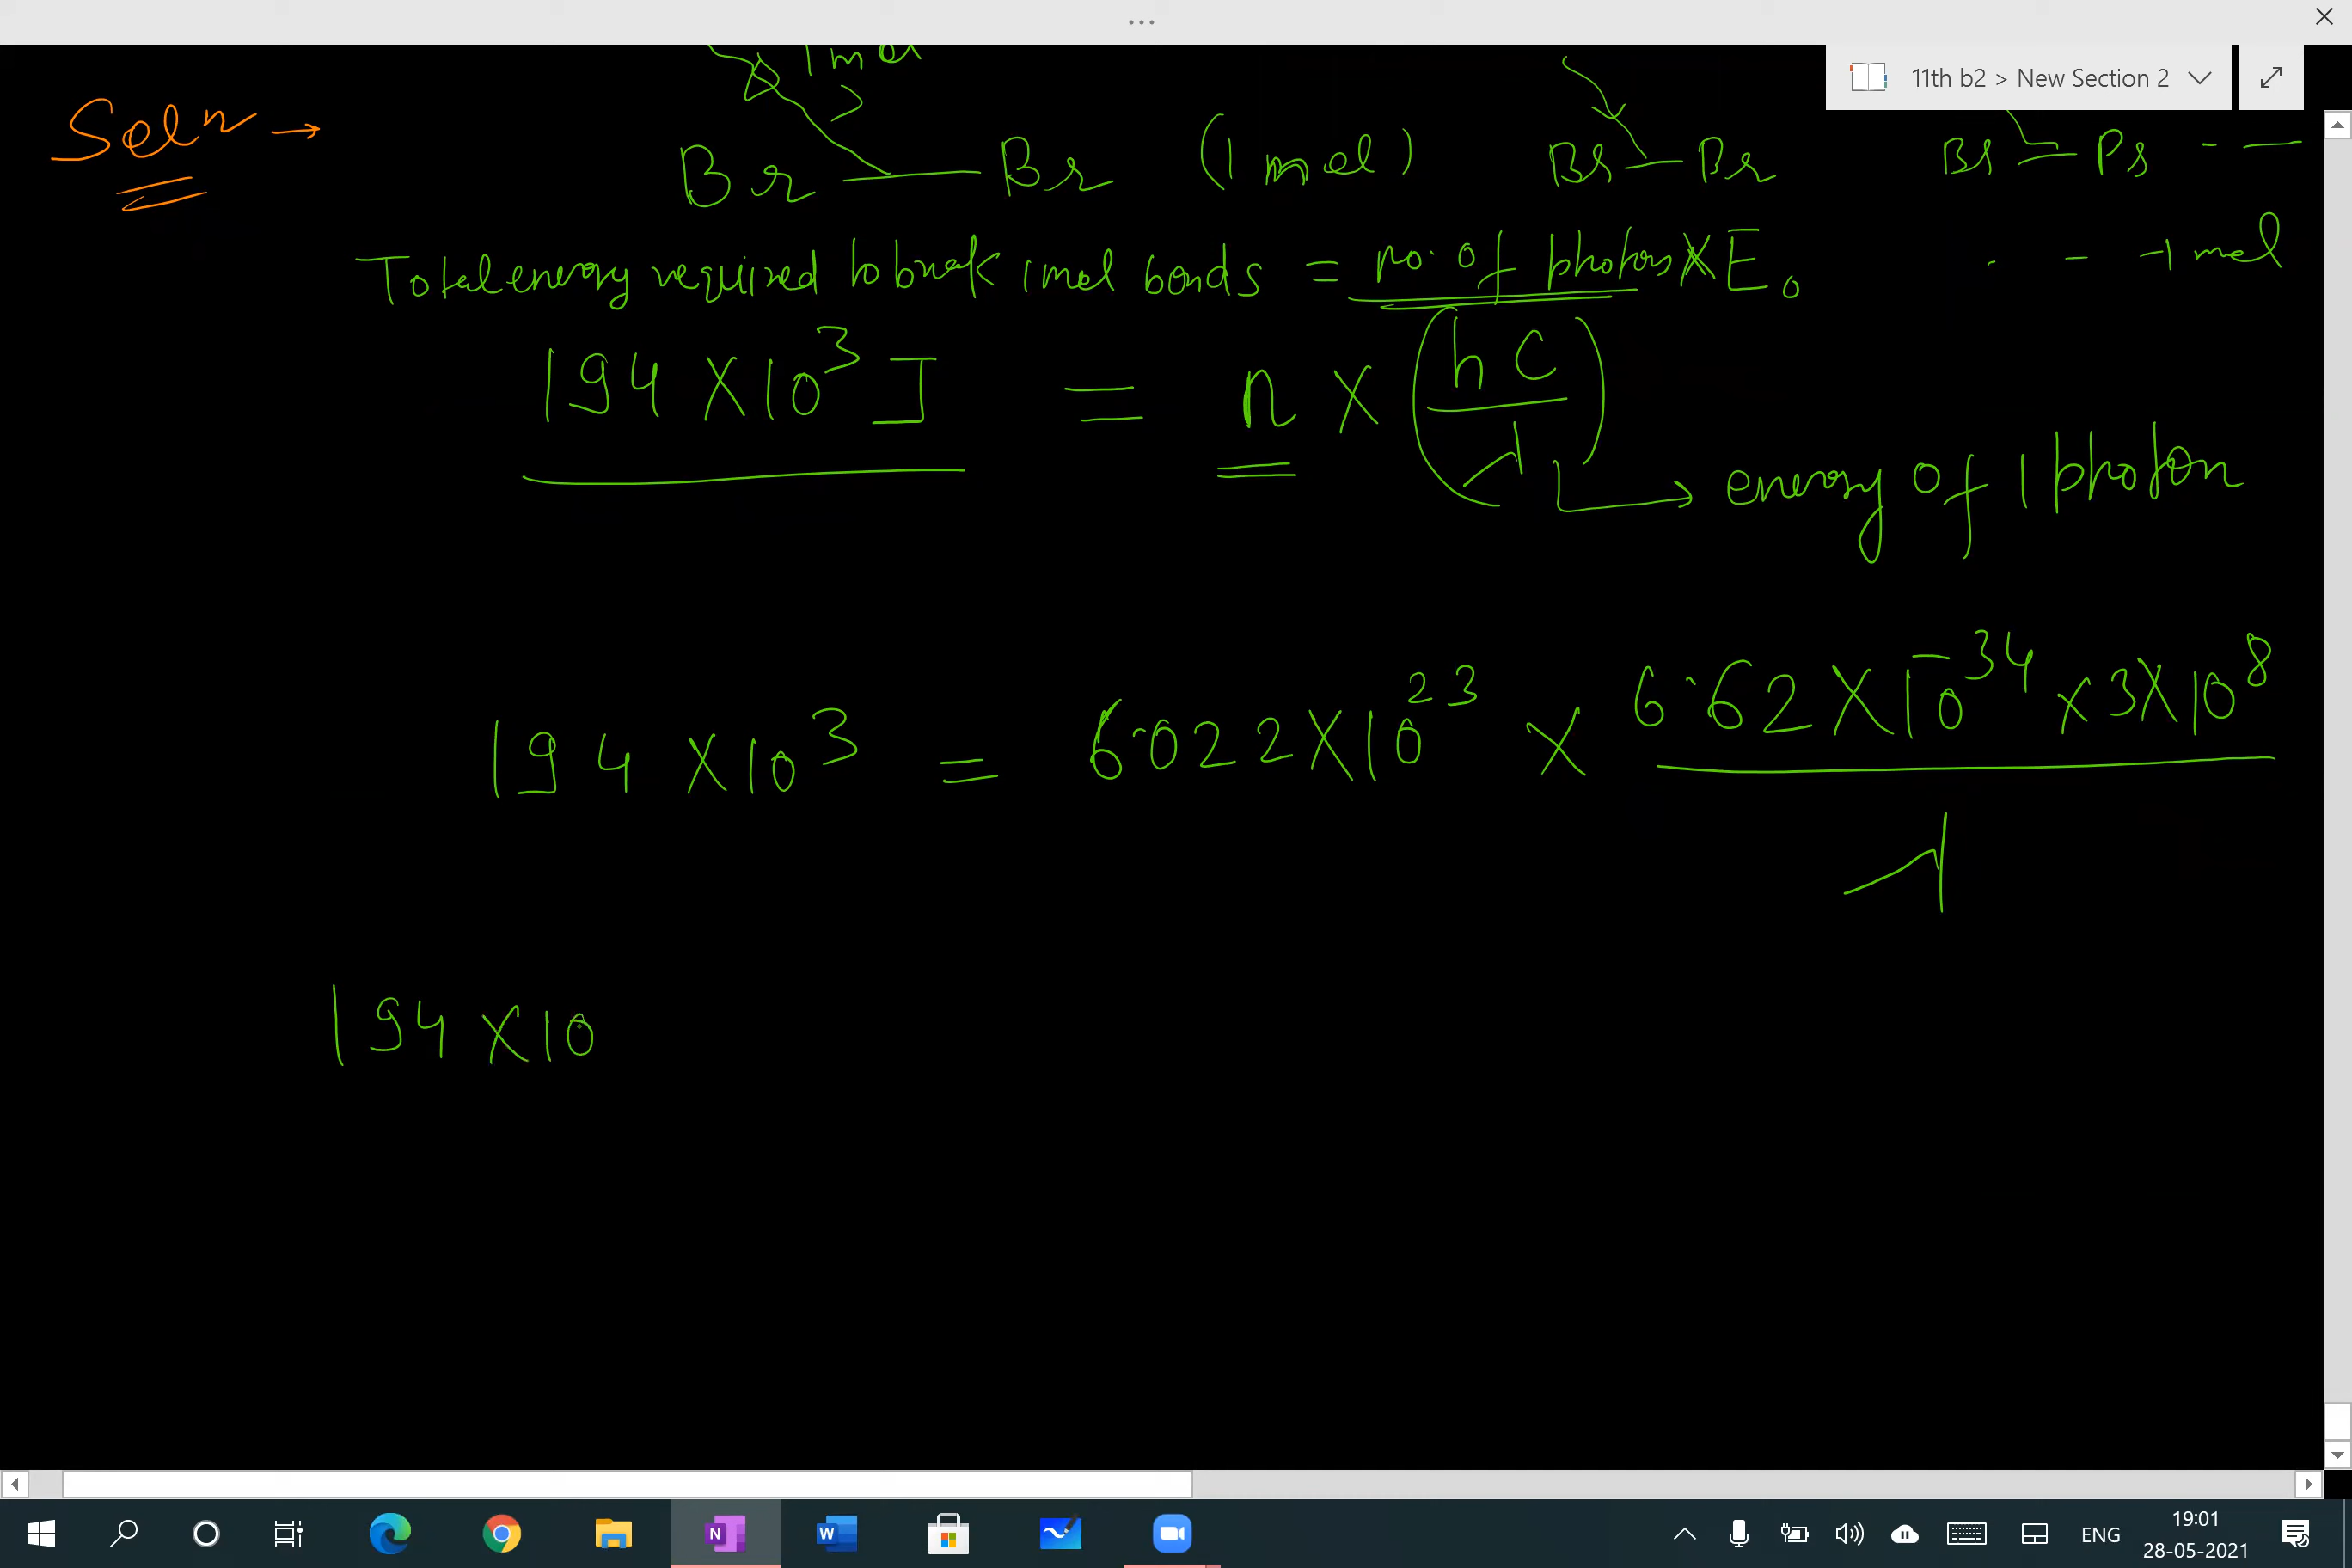 11th b2 > New Section 2
1 mol
Solⁿ →
Br — Br (1 mol) Br — Br Br — Br - —
Total energy required to break 1 mol bonds = no. of photons X E₀ . - -1 mol
194 X 10³ J = n X (hc/λ)
→ energy of 1 photon
194 X 10³ = 6.022 X 10²³ X 6.62 X 10⁻³⁴ x 3 X 10⁸ / λ
194 X 10
ENG
19:01
28-05-2021